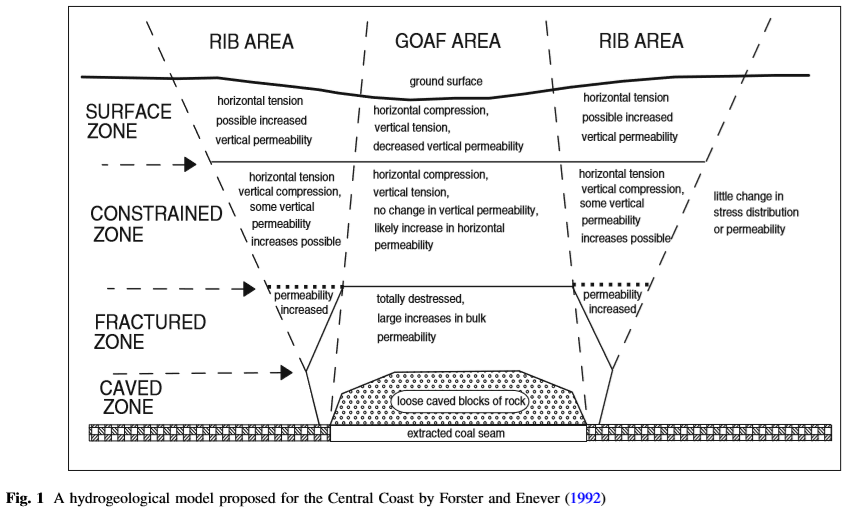 RIB AREA
GOAF AREA
RIB AREA
ground surface
SURFACE
ZONE
horizontal tension
possible increased
vertical permeability
horizontal compression,
vertical tension,
decreased vertical permeability
horizontal tension
possible increased
vertical permeability
CONSTRAINED
ZONE
horizontal tension
vertical compression,
some vertical
permeability
increases possible
horizontal compression,
vertical tension,
no change in vertical permeability,
likely increase in horizontal
permeability
horizontal tension
vertical compression,
some vertical
permeability
increases possible
little change in
stress distribution
or permeability
FRACTURED
ZONE
permeability
increased
totally destressed,
large increases in bulk
permeability
permeability
increased
CAVED
ZONE
loose caved blocks of rock
extracted coal seam
Fig. 1 A hydrogeological model proposed for the Central Coast by Forster and Enever (1992)